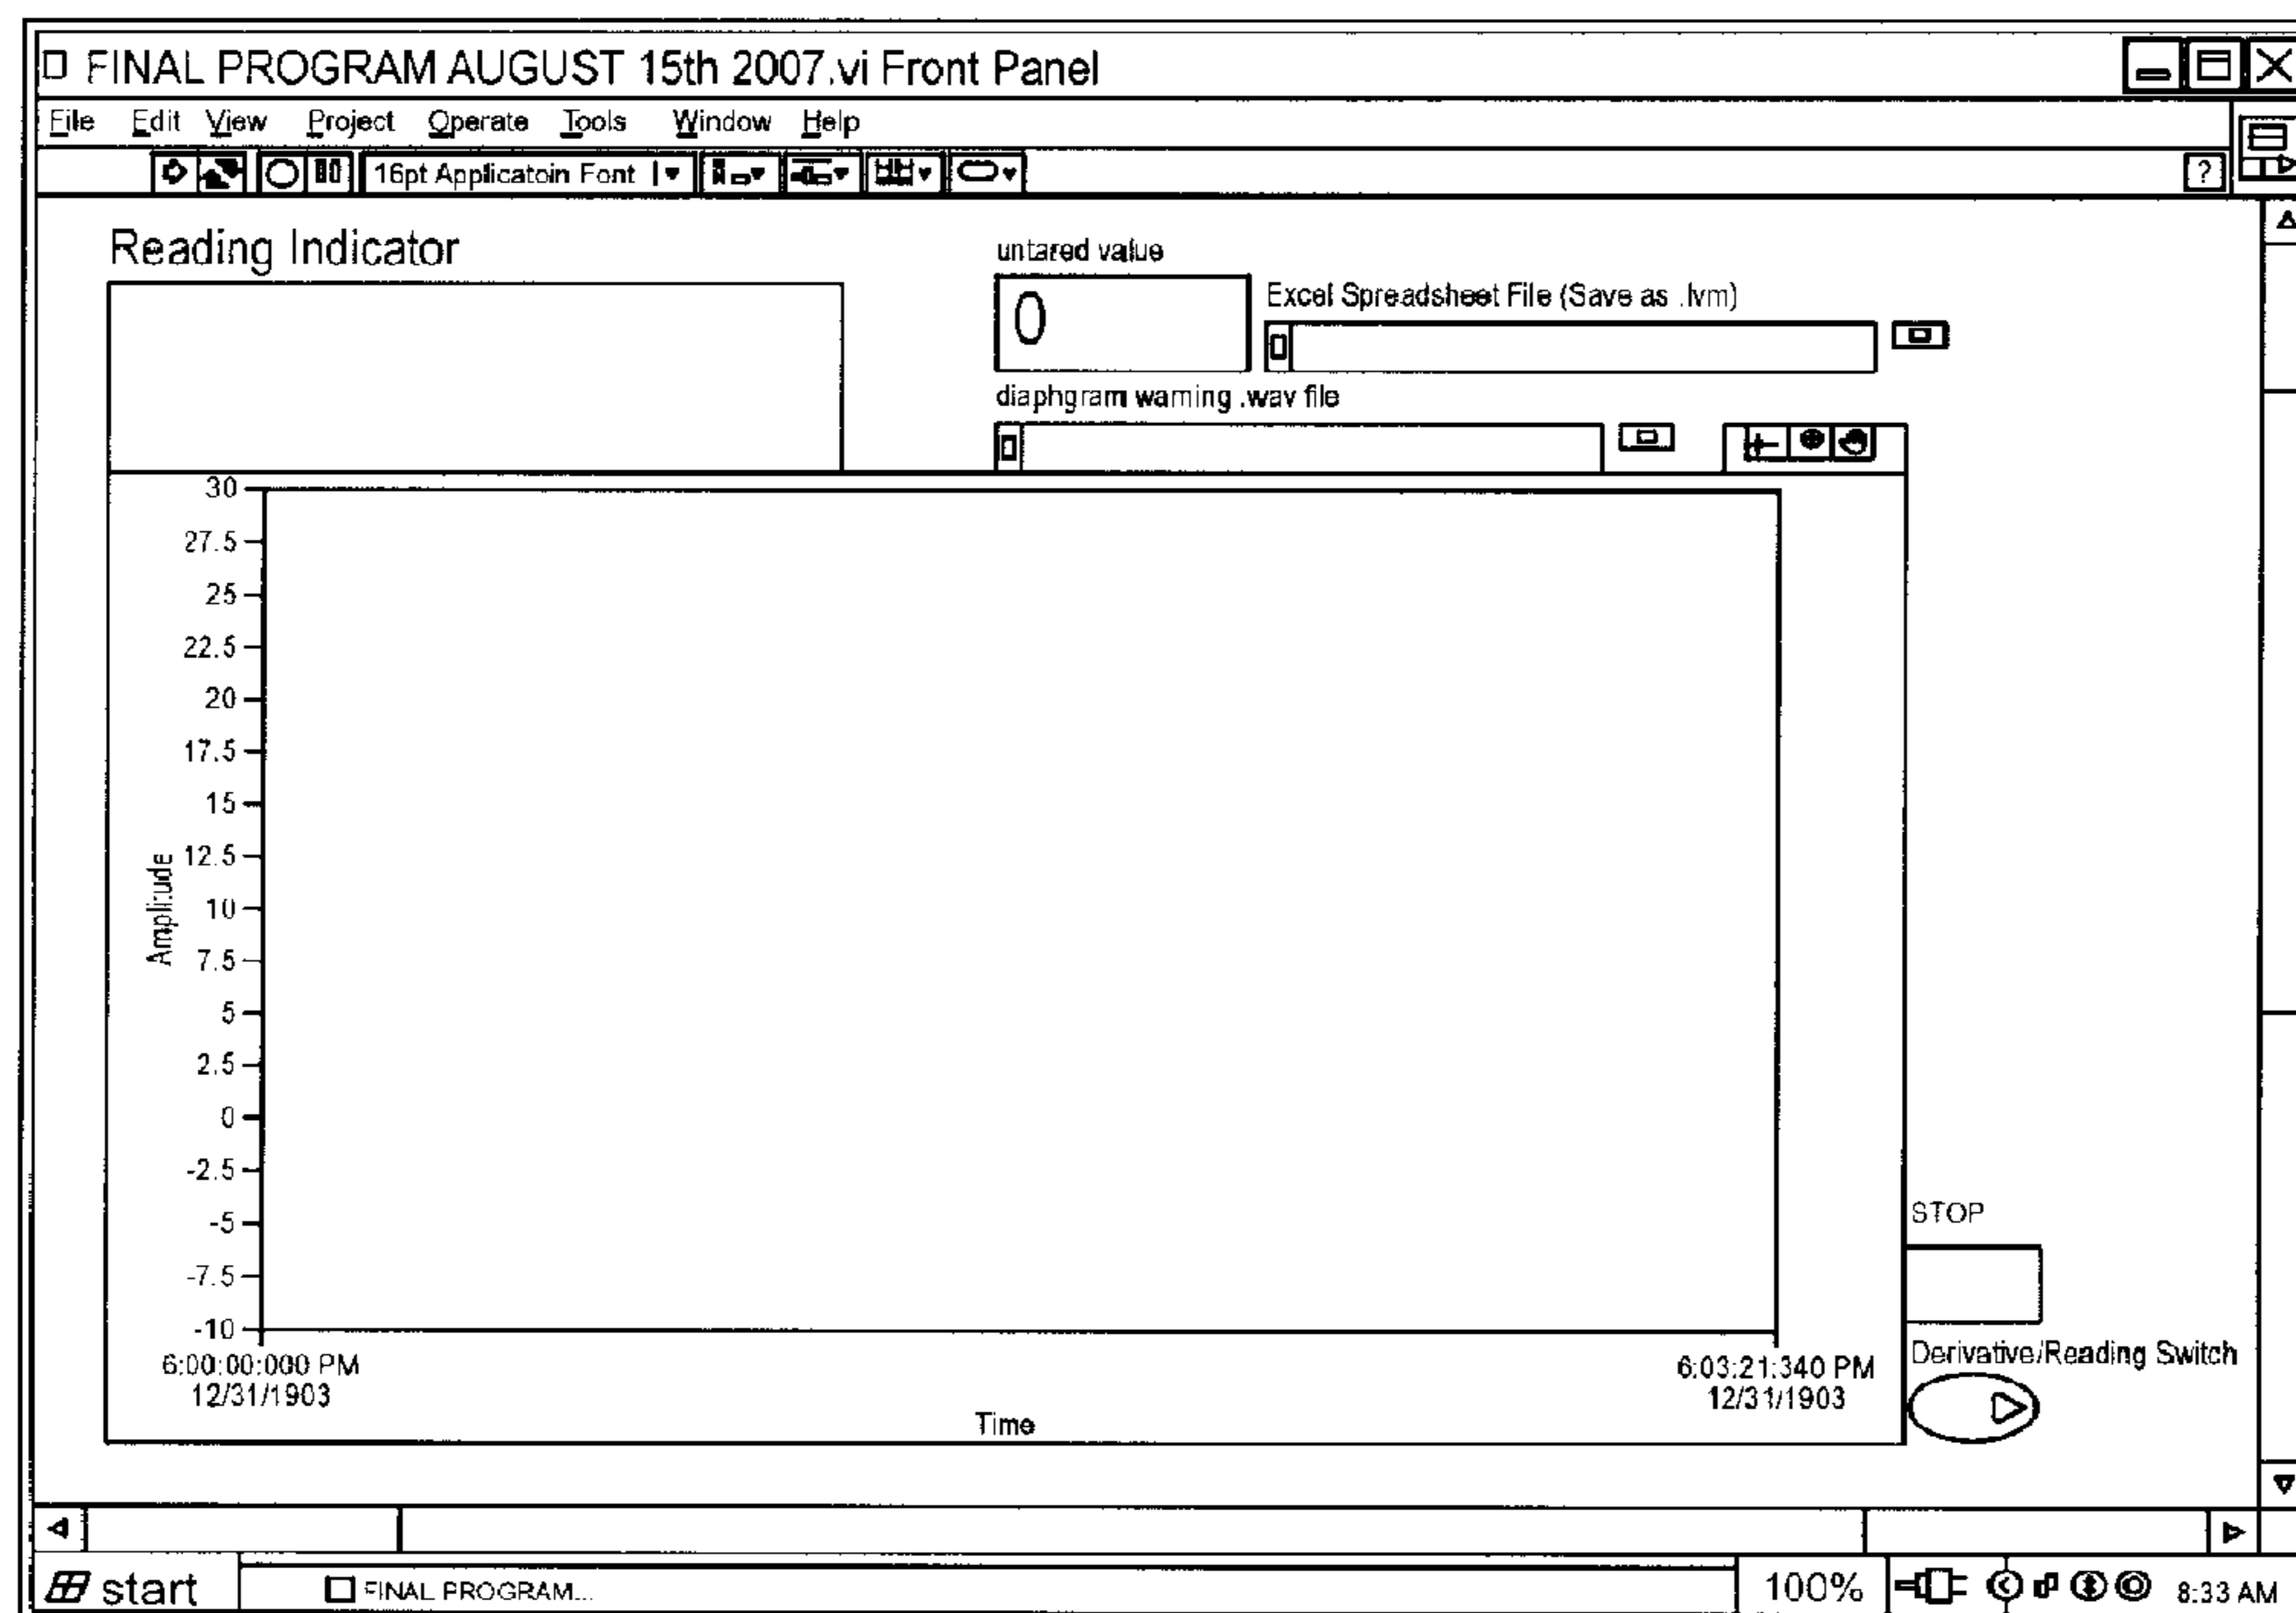 FINAL PROGRAM AUGUST 15th 2007.vi Front Panel
File Edit View Project Operate Tools Window Help
16pt Applicatoin Font
?
Reading Indicator
untared value
0
Excel Spreadsheet File (Save as .lvm)
diaphgram warning .wav file
30
27.5
25
22.5
20
17.5
15
12.5
10
7.5
5
2.5
0
-2.5
-5
-7.5
-10
Amplitude
6:00:00:000 PM
12/31/1903
6:03:21:340 PM
12/31/1903
Time
STOP
Derivative/Reading Switch
start
FINAL PROGRAM...
100%
8:33 AM